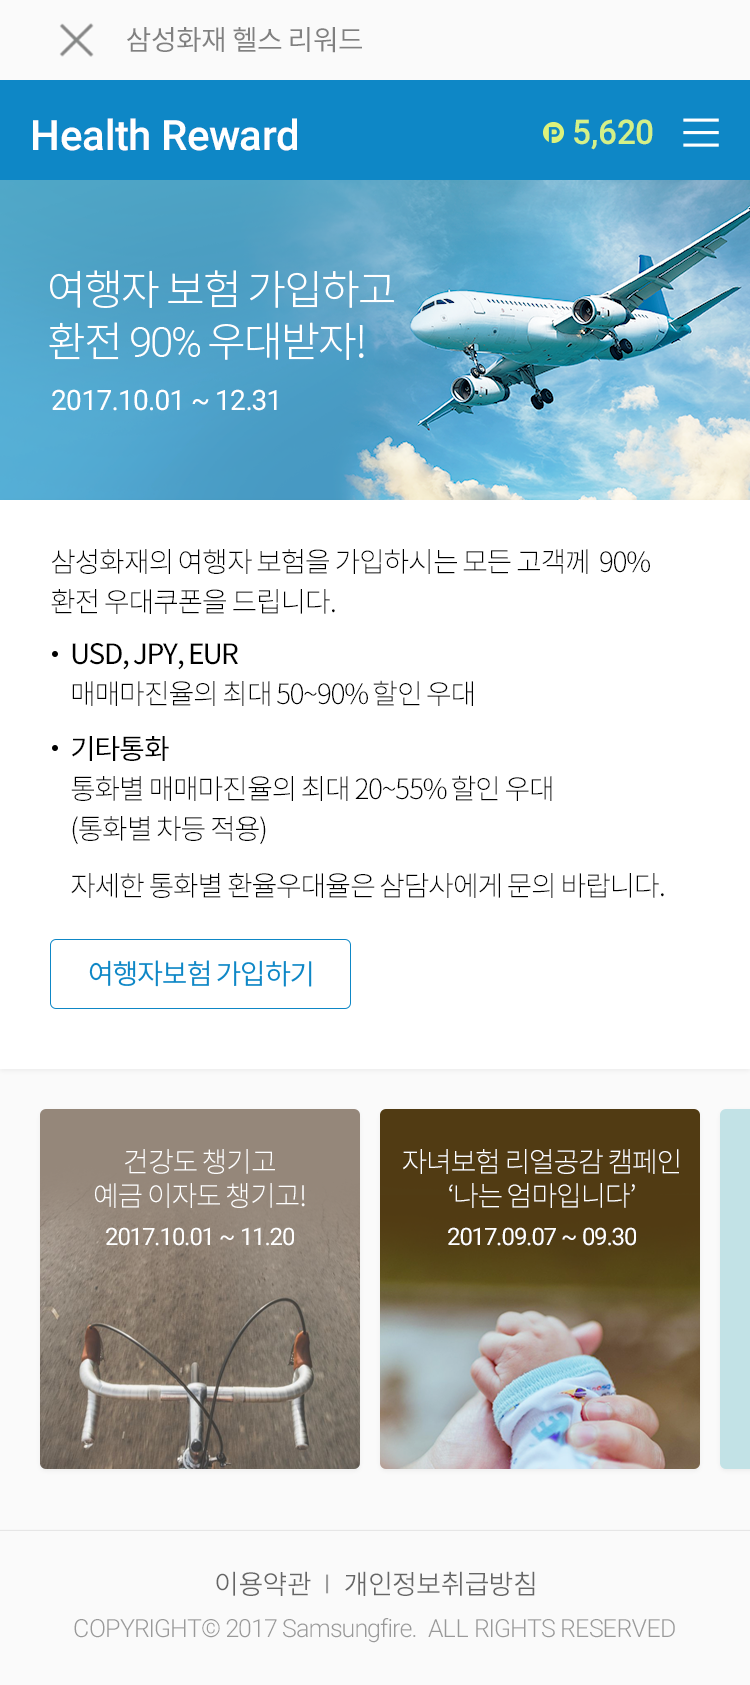 삼성화재 헬스 리워드
Health Reward
P 5,620
여행자 보험 가입하고
환전 90% 우대받자!
2017.10.01 ~ 12.31
삼성화재의 여행자 보험을 가입하시는 모든 고객께 90%
환전 우대쿠폰을 드립니다.
• USD, JPY, EUR
매매마진율의 최대 50~90% 할인 우대
• 기타통화
통화별 매매마진율의 최대 20~55% 할인 우대
(통화별 차등 적용)
자세한 통화별 환율우대율은 삼담사에게 문의 바랍니다.
여행자보험 가입하기
건강도 챙기고
예금 이자도 챙기고!
2017.10.01 ~ 11.20
자녀보험 리얼공감 캠페인
‘나는 엄마입니다’
2017.09.07 ~ 09.30
이용약관 | 개인정보취급방침
COPYRIGHT© 2017 Samsungfire. ALL RIGHTS RESERVED